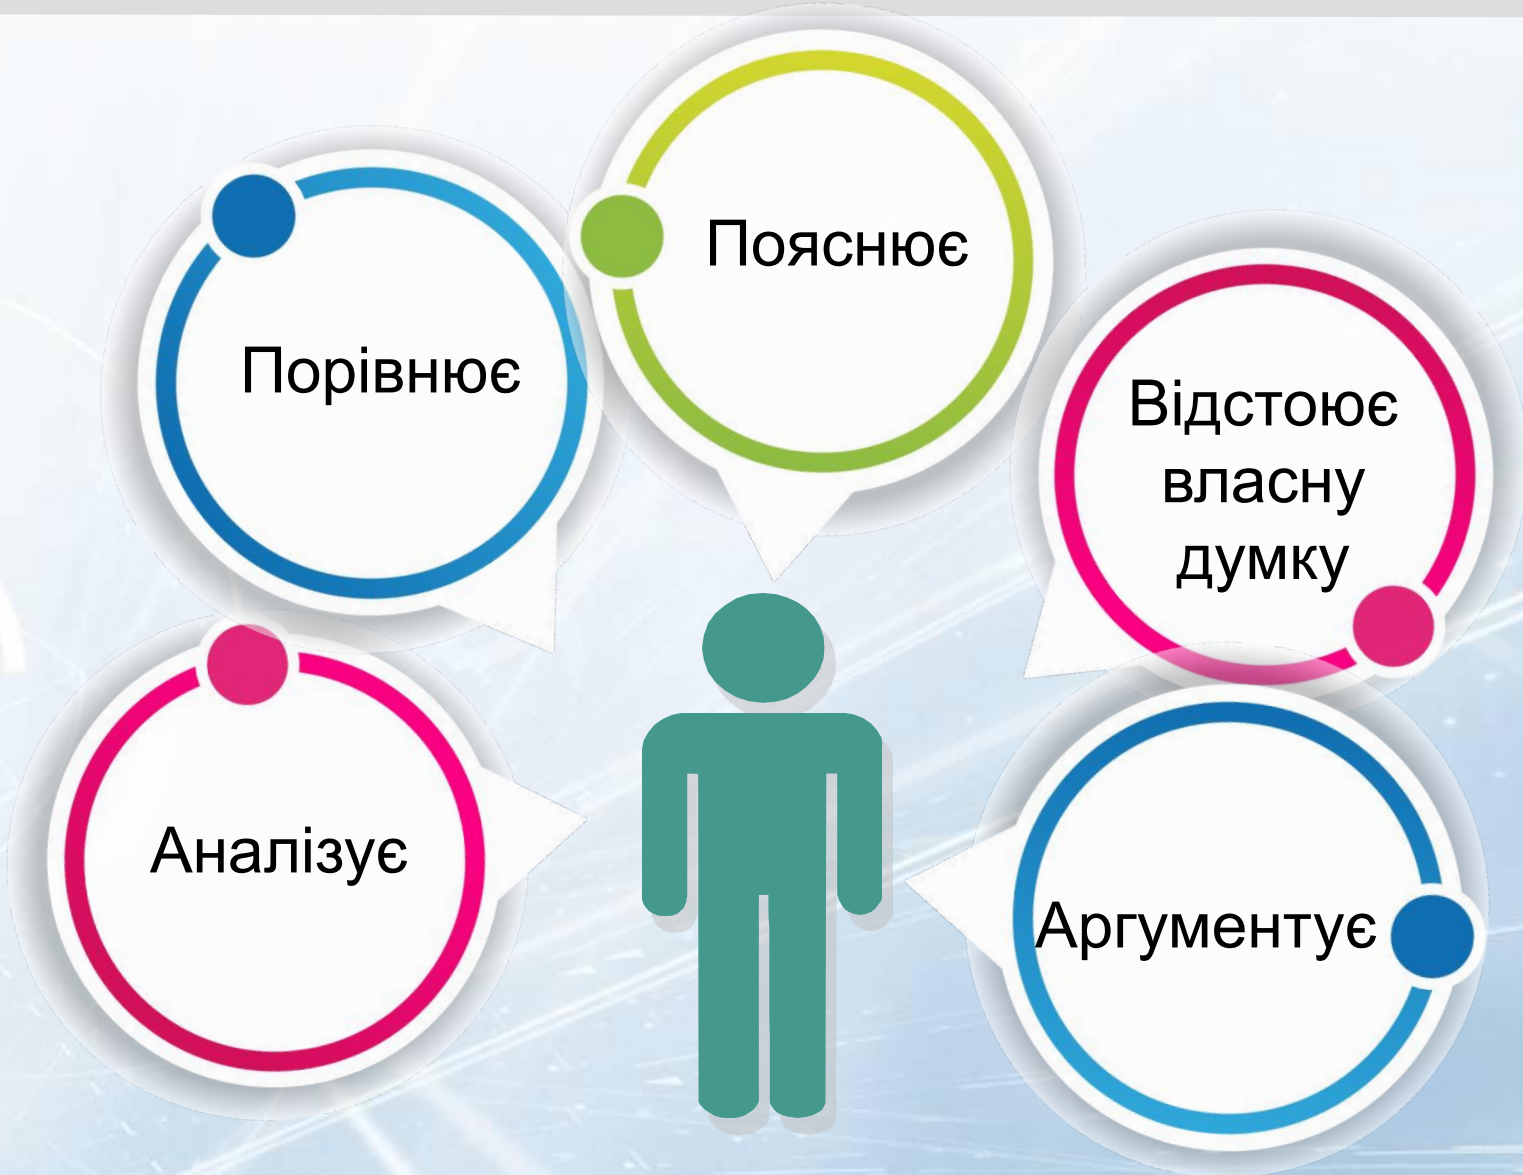 Пояснює
Порівнює
Відстоює
власну
думку
Аналізує
Аргументує